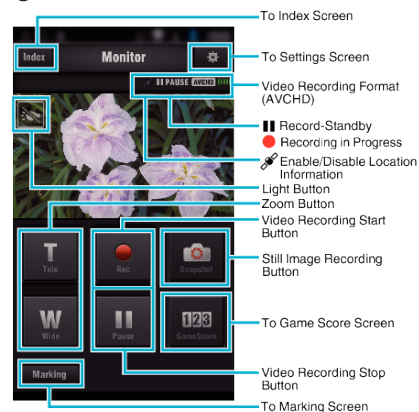 To Index Screen
Index
Monitor
To Settings Screen
PAUSE AVCHD
Video Recording Format
(AVCHD)
Record-Standby
Recording in Progress
Enable/Disable Location
Information
Light Button
Zoom Button
Video Recording Start
Button
T
Tele
Rec
Snapshot
Still Image Recording
Button
W
Wide
Pause
123
GameScore
To Game Score Screen
Marking
Video Recording Stop
Button
To Marking Screen